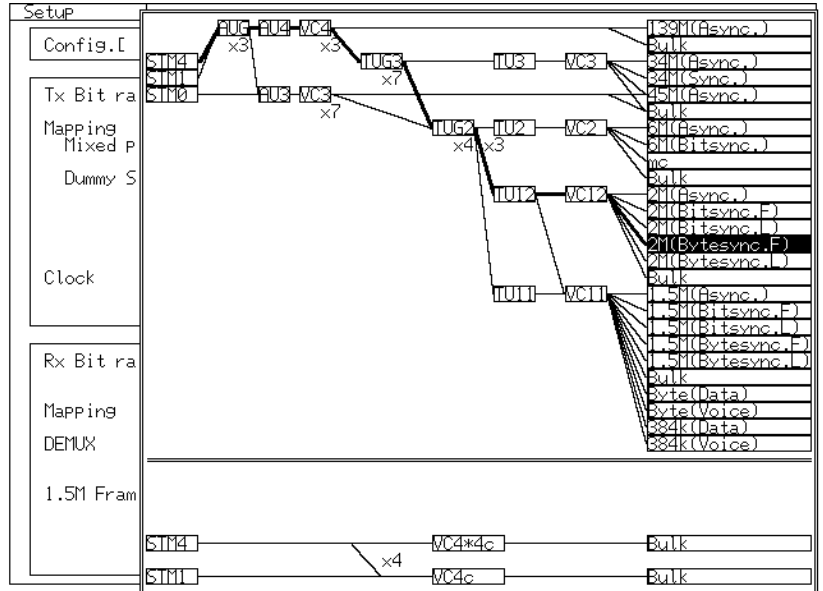 Setup
Config.[
Tx Bit ra
Mapping
Mixed p
Dummy S
Clock
Rx Bit ra
Mapping
DEMUX
1.5M Fram
AUG AU4 VC4
x3 x3
STM4
STM1
STM0
TUG3
x7
TU3 VC3
AU3 VC3
x7
TUG2
x4 x3
TU2 VC2
TU12 VC12
TU11 VC11
139M(Async.)
Bulk
34M(Async.)
34M(Sync.)
45M(Async.)
Bulk
6M(Async.)
6M(Bitsync.)
mc
Bulk
2M(Async.)
2M(Bitsync.F)
2M(Bitsync.L)
2M(Bytesync.F)
2M(Bytesync.L)
Bulk
1.5M(Async.)
1.5M(Bitsync.F)
1.5M(Bitsync.L)
1.5M(Bytesync.F)
1.5M(Bytesync.L)
Bulk
Byte(Data)
Byte(Voice)
384k(Data)
384k(Voice)
STM4 VC4*4c Bulk
x4
STM1 VC4c Bulk